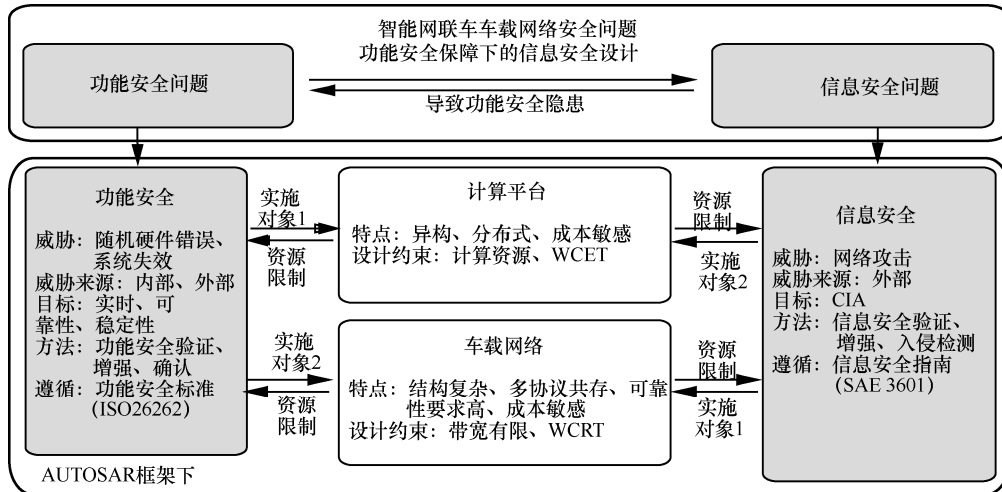 智能网联车车载网络安全问题
功能安全保障下的信息安全设计
功能安全问题
信息安全问题
导致功能安全隐患
功能安全
威胁：随机硬件错误、
系统失效
威胁来源：内部、外部
目标：实时、可
靠性、稳定性
方法：功能安全验证、
增强、确认
遵循：功能安全标准
(ISO26262)
实施
对象1
资源
限制
实施
对象2
资源
限制
计算平台
特点：异构、分布式、成本敏感
设计约束：计算资源、WCET
车载网络
特点：结构复杂、多协议共存、可靠
性要求高、成本敏感
设计约束：带宽有限、WCRT
资源
限制
实施
对象2
资源
限制
实施
对象1
信息安全
威胁：网络攻击
威胁来源：外部
目标：CIA
方法：信息安全验证、
增强、入侵检测
遵循：信息安全指南
(SAE 3601)
AUTOSAR框架下